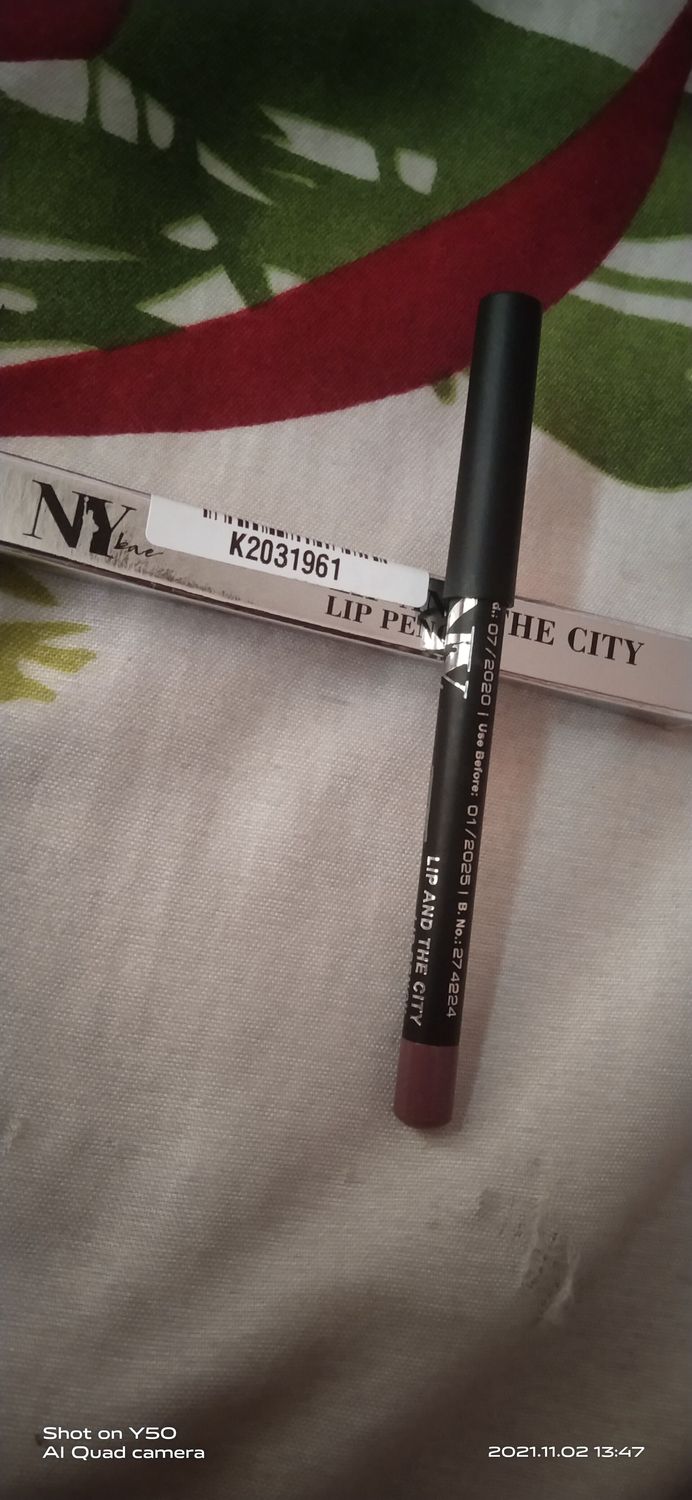 NY
bae
K2031961
LIP THE CITY
d.: 07/2020 | Use Before: 01/2025 | B. No.: 274224
LIP AND THE CITY
Shot on Y50
AI Quad camera
2021.11.02 13:47